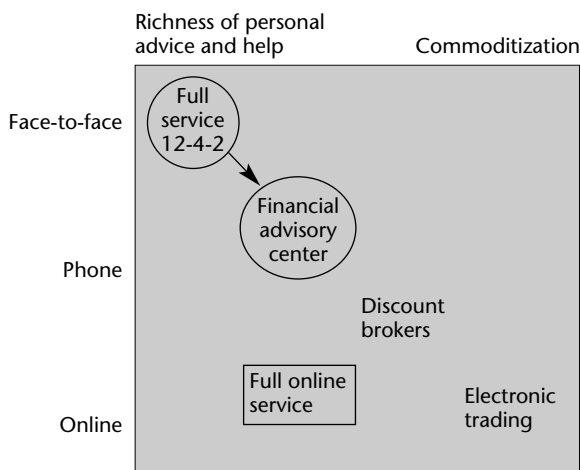 Richness of personal
advice and help
Commoditization
Face-to-face
Full
service
12-4-2
Financial
advisory
center
Phone
Discount
brokers
Full online
service
Electronic
trading
Online